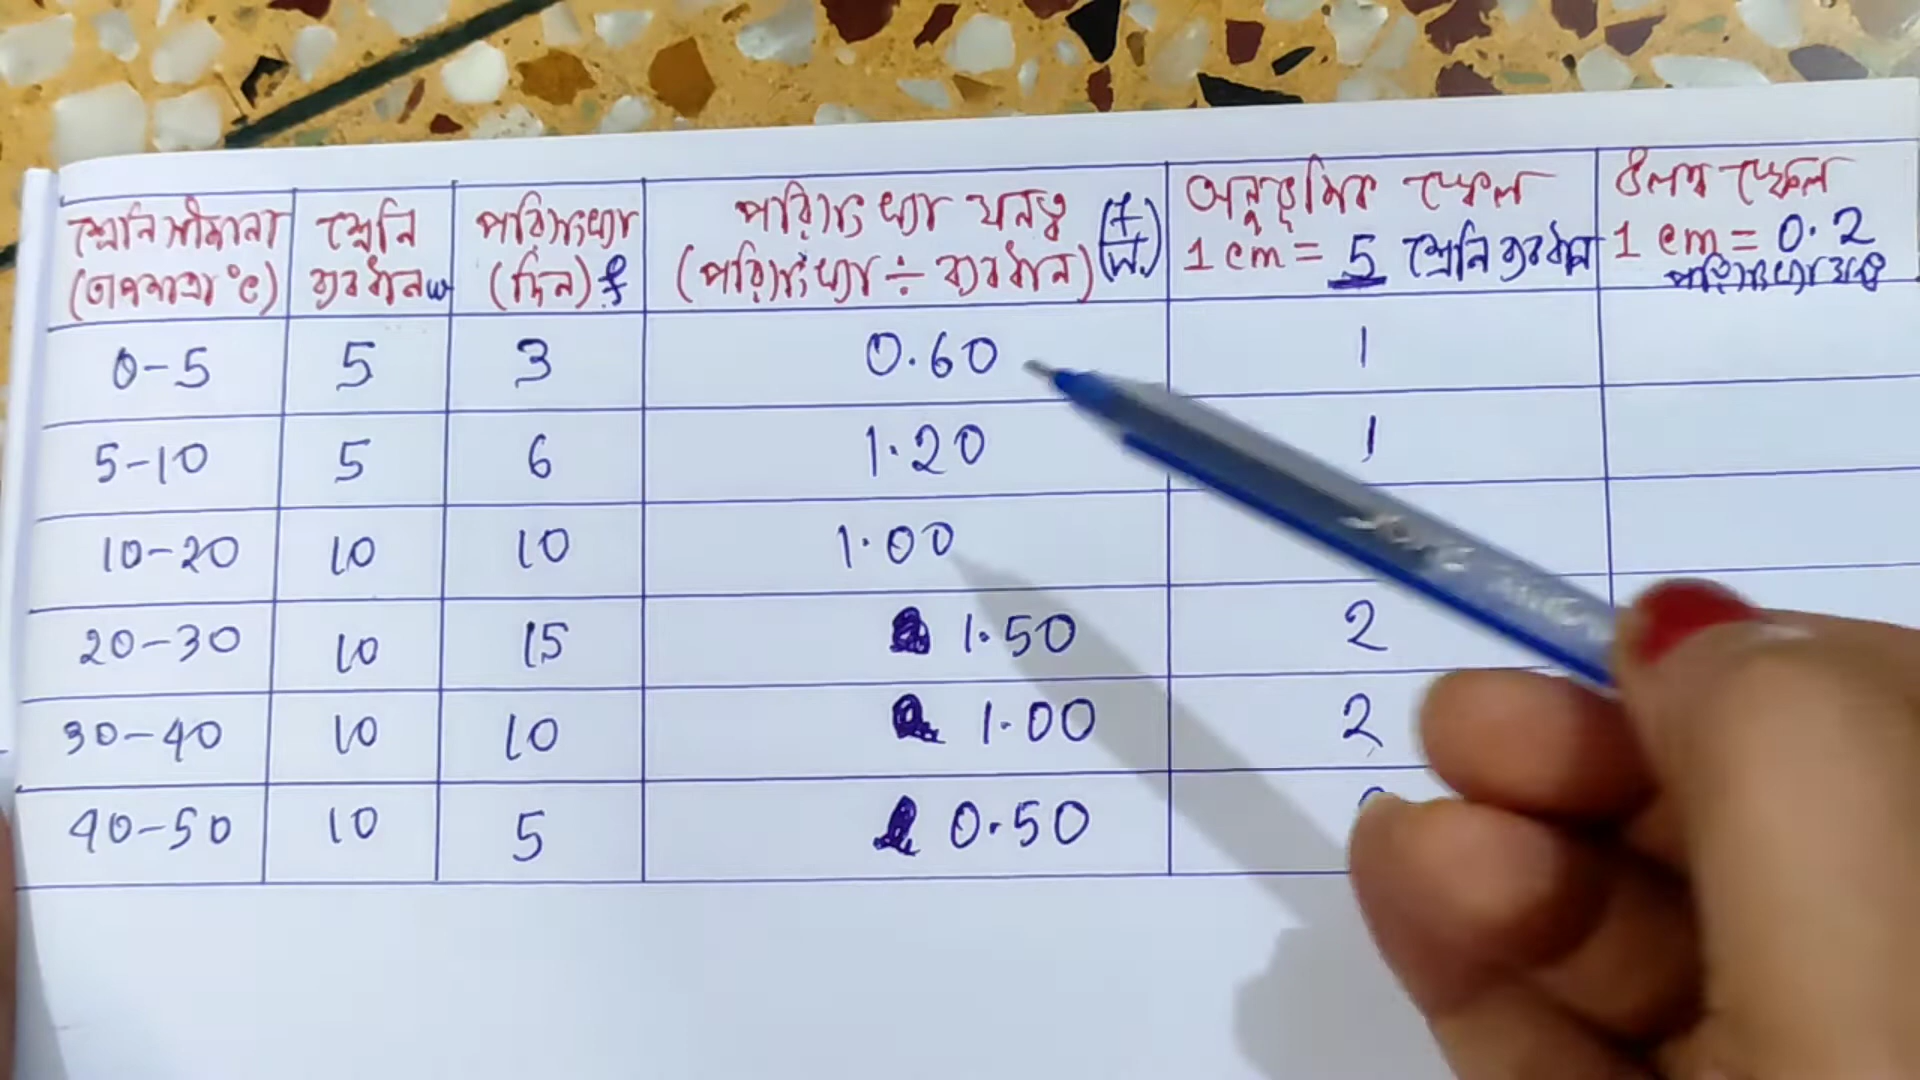 শ্রেনি সীমানা (তাপমাত্রা °c) | শ্রেনি ব্যবধান w | পরিসংখ্যা (দিন) f | পরিসংখ্যা ঘনত্ব (পরিসংখ্যা ÷ ব্যবধান) (f/w) | অনুভূমিক স্কেল 1 cm = 5 শ্রেনি ব্যবধান | উলম্ব স্কেল 1 cm = 0.2
0-5 | 5 | 3 | 0.60 | 1
5-10 | 5 | 6 | 1.20 | 1
10-20 | 10 | 10 | 1.00
20-30 | 10 | 15 | 1.50 | 2
30-40 | 10 | 10 | 1.00 | 2
40-50 | 10 | 5 | 0.50